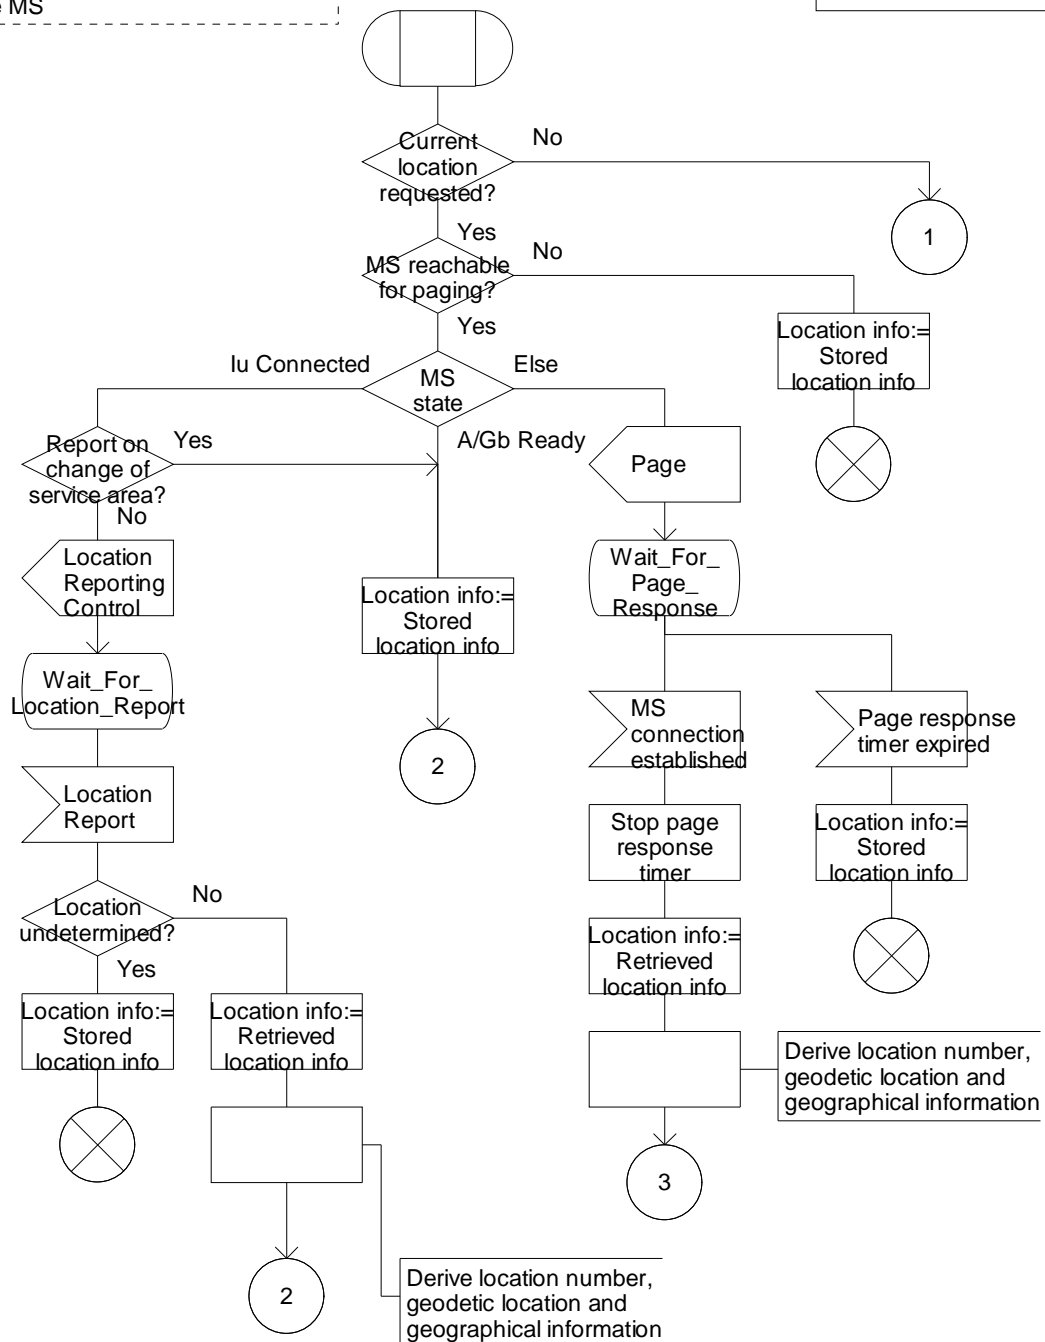 e MS
Current
location
requested?
No
1
Yes
MS reachable
for paging?
No
Yes
Location info:=
Stored
location info
Iu Connected
MS
state
Else
A/Gb Ready
Report on
change of
service area?
Yes
No
Page
Location
Reporting
Control
Wait_For_
Page_
Response
Location info:=
Stored
location info
Wait_For_
Location_Report
MS
connection
established
Page response
timer expired
2
Location
Report
Stop page
response
timer
Location info:=
Stored
location info
Location
undetermined?
No
Yes
Location info:=
Retrieved
location info
Location info:=
Stored
location info
Location info:=
Retrieved
location info
Derive location number,
geodetic location and
geographical information
3
2
Derive location number,
geodetic location and
geographical information